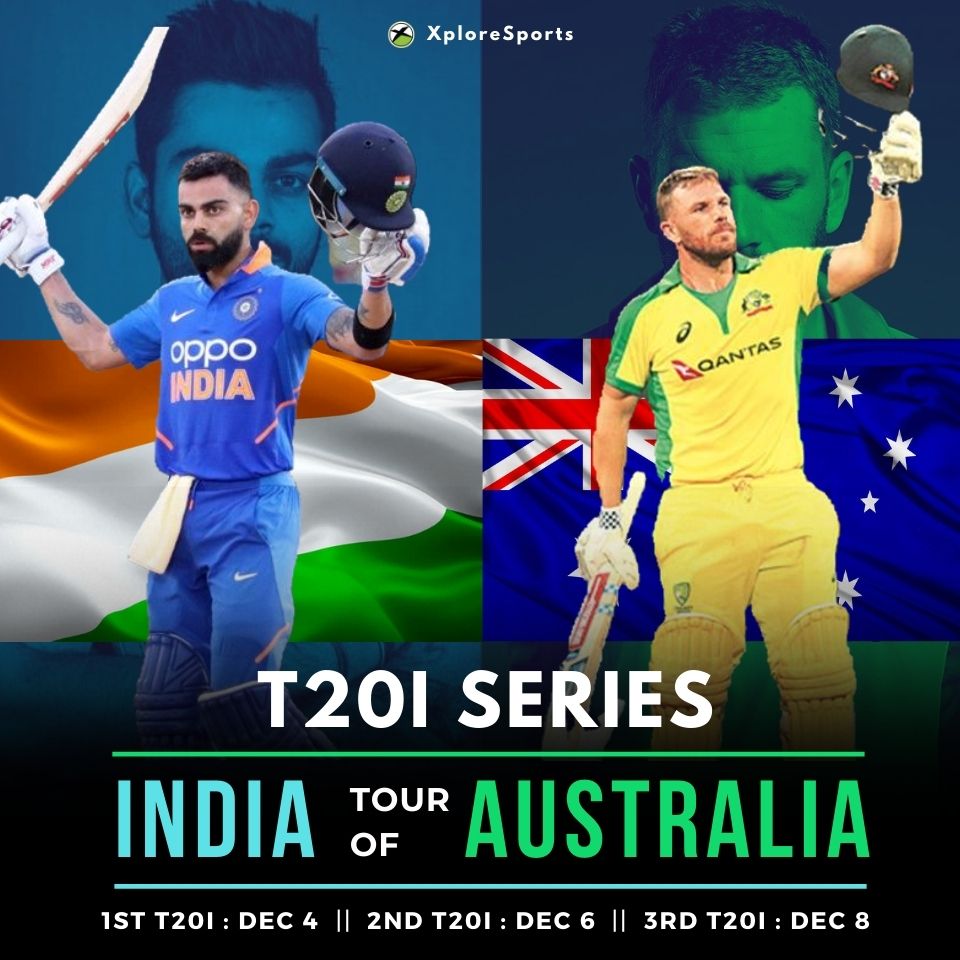 XploreSports
oppo
INDIA
QANTAS
T20I SERIES
INDIA TOUR OF AUSTRALIA
1ST T20I : DEC 4 || 2ND T20I : DEC 6 || 3RD T20I : DEC 8